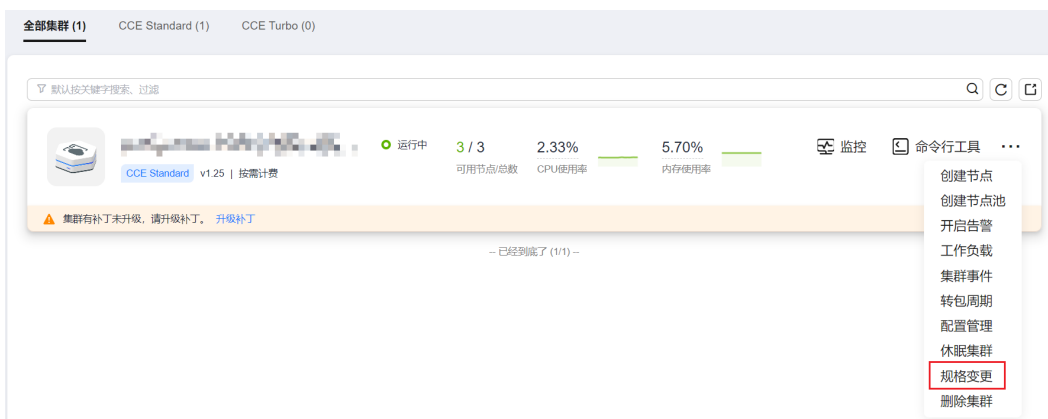 全部集群 (1) CCE Standard (1) CCE Turbo (0)
默认按关键字搜索、过滤
运行中 3 / 3 2.33% 5.70% 监控 命令行工具 ···
可用节点/总数 CPU使用率 内存使用率
CCE Standard v1.25 | 按需计费
集群有补丁未升级，请升级补丁。 升级补丁
-- 已经到底了 (1/1) --
创建节点
创建节点池
开启告警
工作负载
集群事件
转包周期
配置管理
休眠集群
规格变更
删除集群